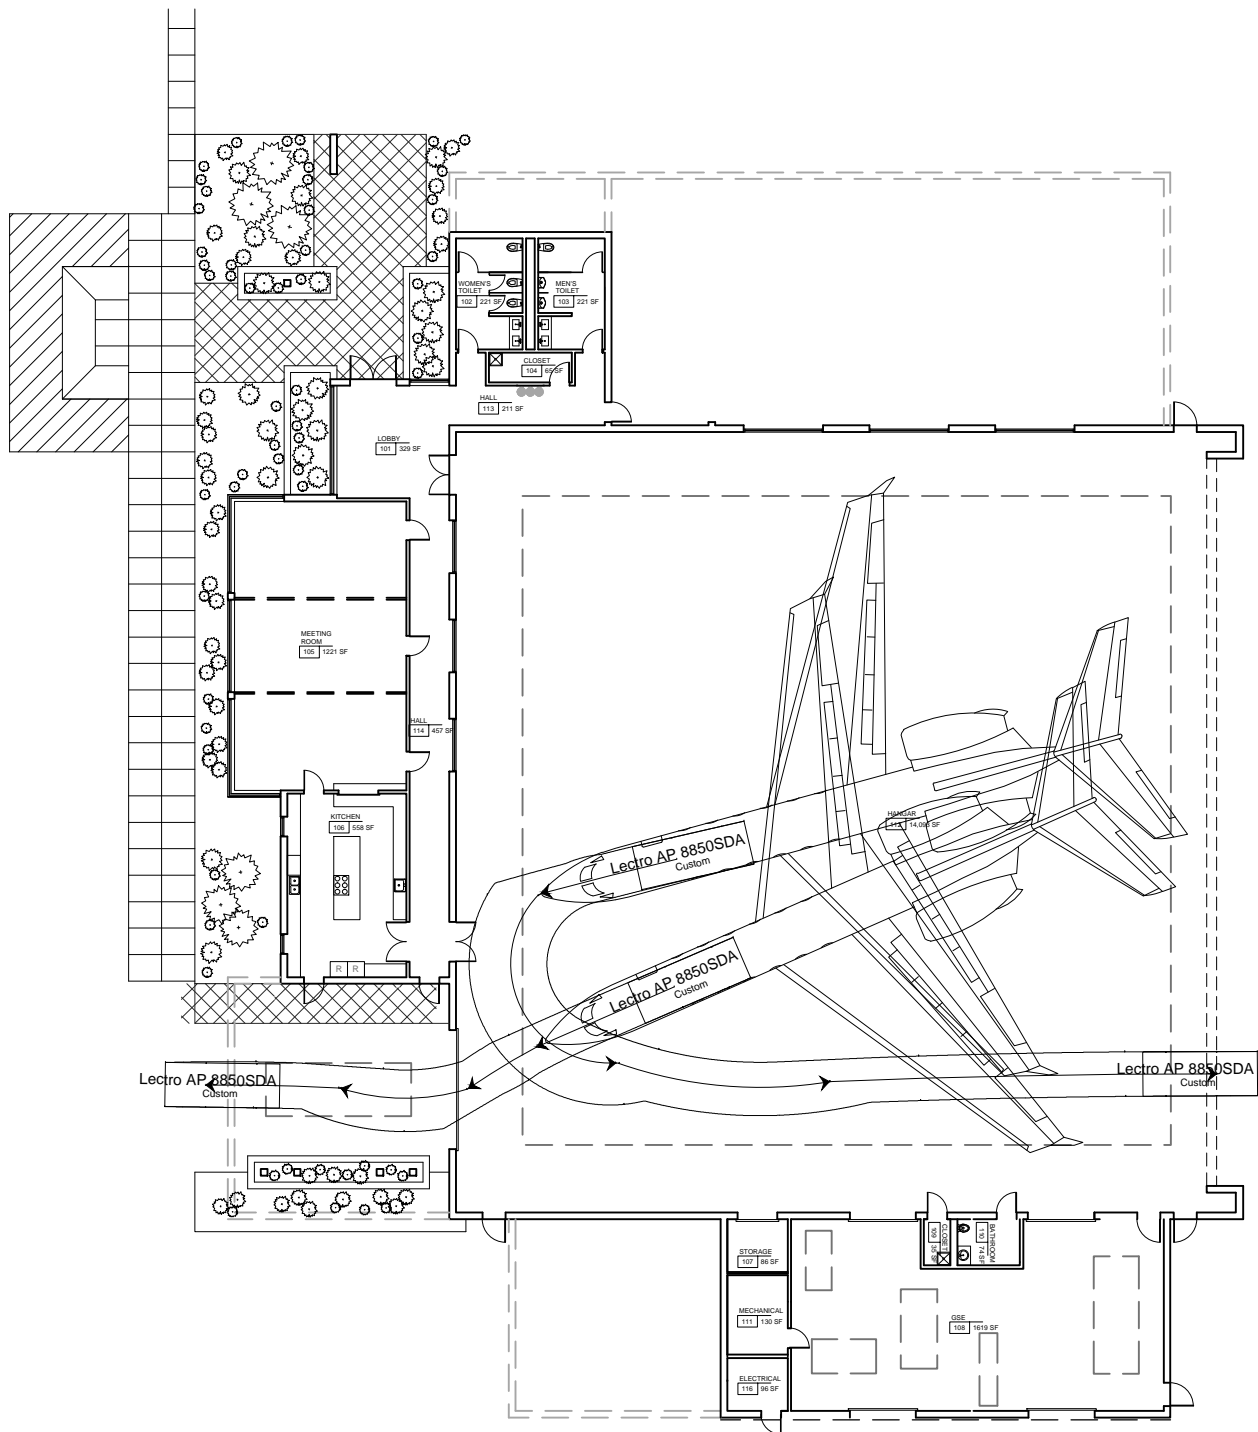 WOMEN'S
TOILET
102 221 SF
MEN'S
TOILET
103 221 SF
CLOSET
104 65 SF
HALL
113 211 SF
LOBBY
101 329 SF
MEETING
ROOM
105 1221 SF
HALL
114 457 SF
KITCHEN
106 558 SF
R R
HANGAR
Lectro AP 8850SDA
Custom
Lectro AP 8850SDA
Custom
Lectro AP 8850SDA
Custom
Lectro AP 8850SDA
Custom
STORAGE
107 86 SF
CLOSET
109 35 SF
BATHROOM
110 74 SF
MECHANICAL
111 130 SF
GSE
108 1619 SF
ELECTRICAL
116 96 SF